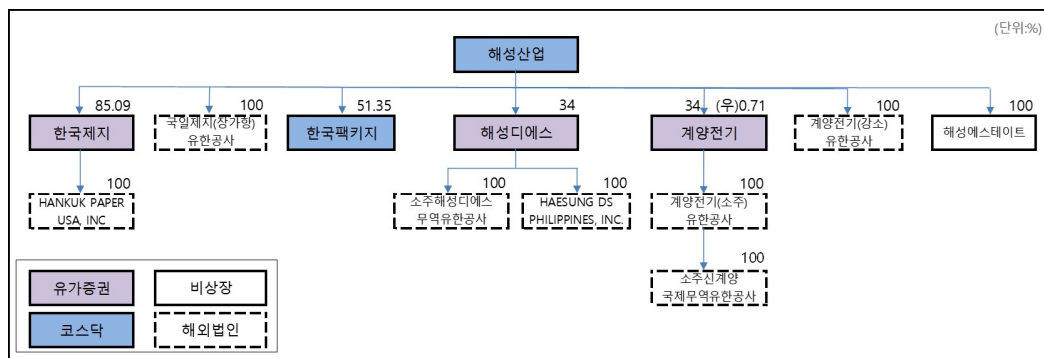 (단위:%)
해성산업
85.09
100
51.35
34
34 (우)0.71
100
100
한국제지
국일제지(장가항)
유한공사
한국팩키지
해성디에스
계양전기
계양전기(강소)
유한공사
해성에스테이트
100
100
100
100
HANKUK PAPER
USA, INC
소주해성디에스
무역유한공사
HAESUNG DS
PHILIPPINES, INC.
계양전기(소주)
유한공사
100
소주신계양
국제무역유한공사
유가증권
비상장
코스닥
해외법인